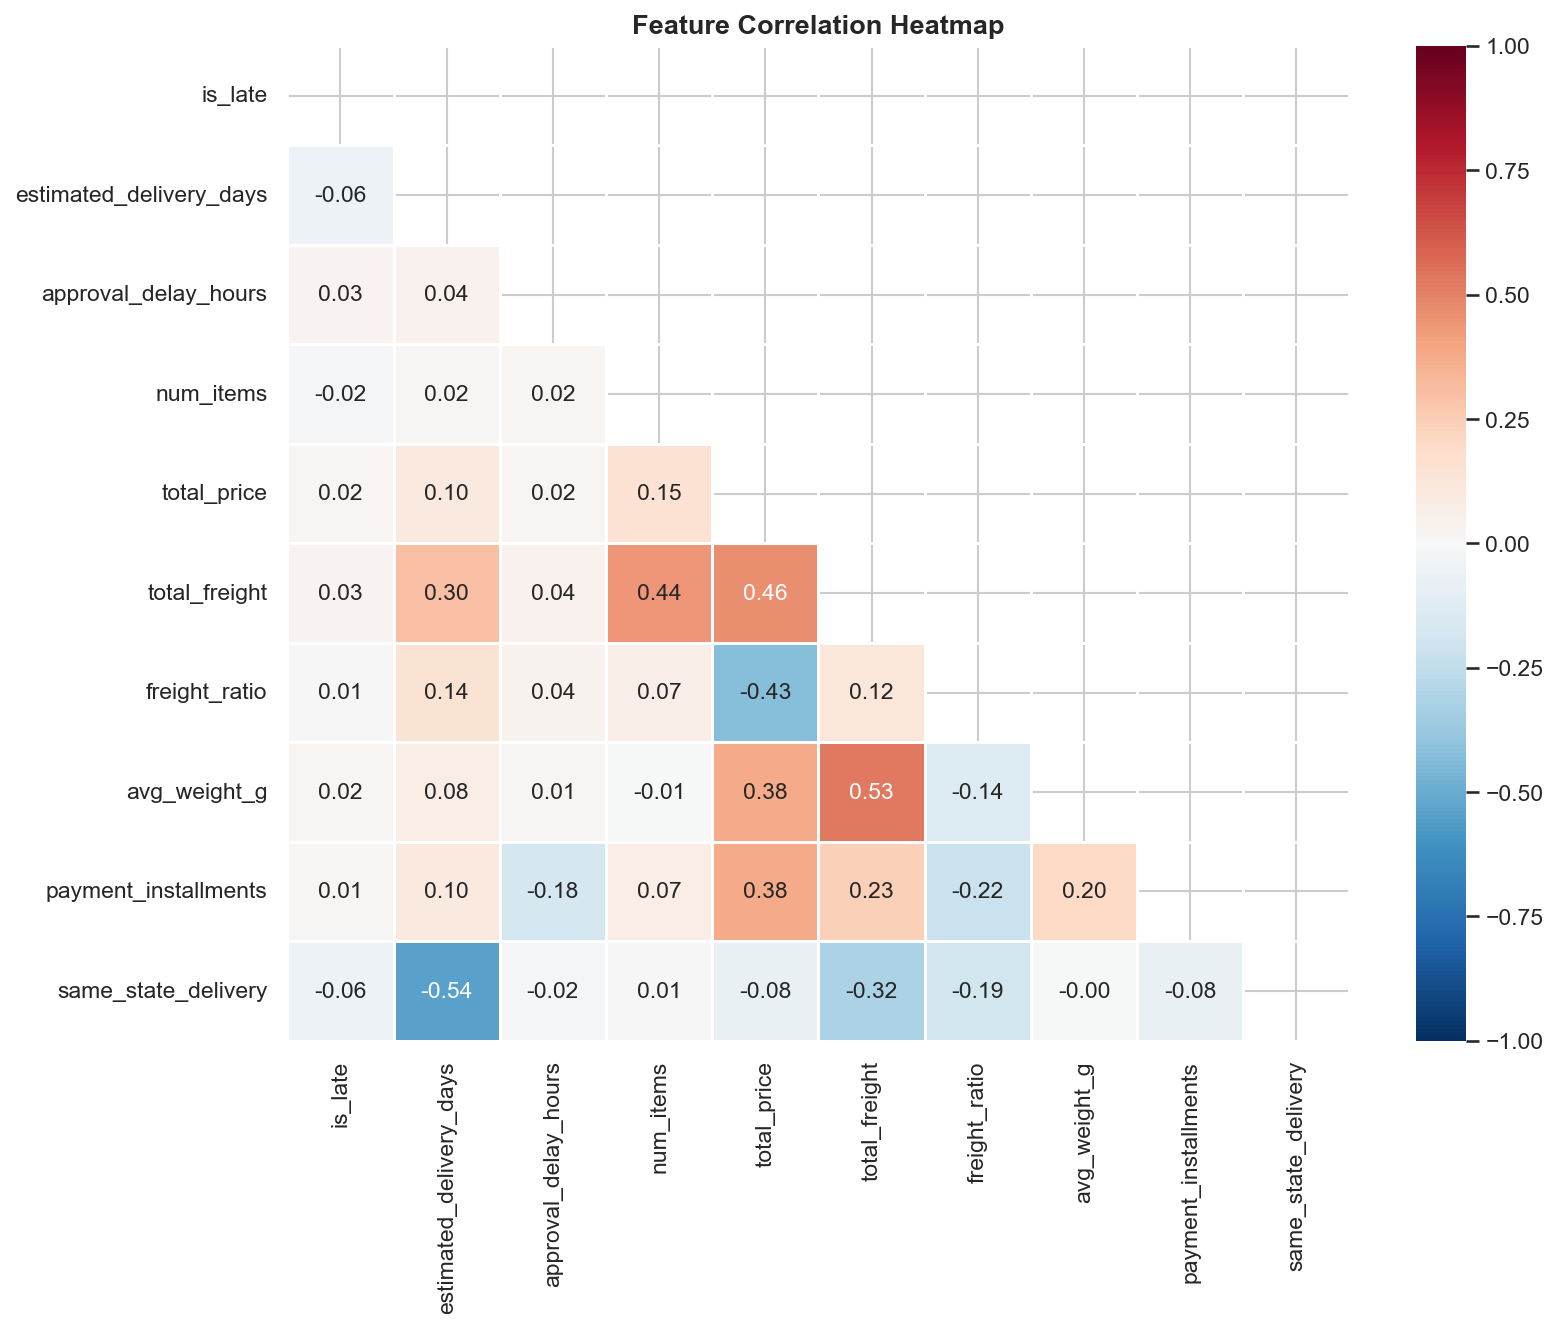 Feature Correlation Heatmap
is_late
estimated_delivery_days -0.06
approval_delay_hours 0.03 0.04
num_items -0.02 0.02 0.02
total_price 0.02 0.10 0.02 0.15
total_freight 0.03 0.30 0.04 0.44 0.46
freight_ratio 0.01 0.14 0.04 0.07 -0.43 0.12
avg_weight_g 0.02 0.08 0.01 -0.01 0.38 0.53 -0.14
payment_installments 0.01 0.10 -0.18 0.07 0.38 0.23 -0.22 0.20
same_state_delivery -0.06 -0.54 -0.02 0.01 -0.08 -0.32 -0.19 -0.00 -0.08
is_late
estimated_delivery_days
approval_delay_hours
num_items
total_price
total_freight
freight_ratio
avg_weight_g
payment_installments
same_state_delivery
1.00
0.75
0.50
0.25
0.00
−0.25
−0.50
−0.75
−1.00